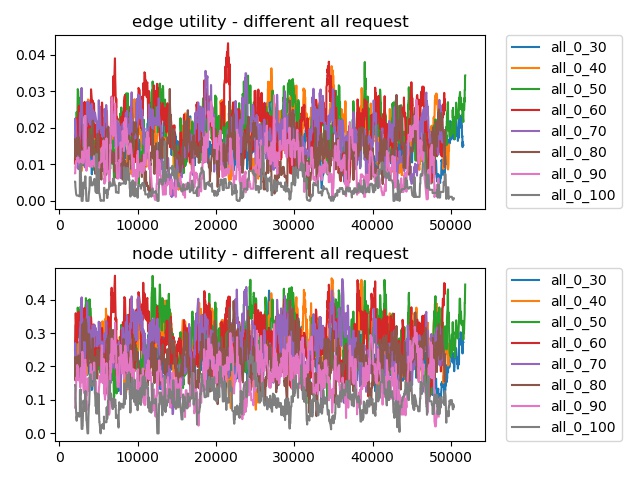 edge utility - different all request
0.04
0.03
0.02
0.01
0.00
0 10000 20000 30000 40000 50000
all_0_30
all_0_40
all_0_50
all_0_60
all_0_70
all_0_80
all_0_90
all_0_100
node utility - different all request
0.4
0.3
0.2
0.1
0.0
0 10000 20000 30000 40000 50000
all_0_30
all_0_40
all_0_50
all_0_60
all_0_70
all_0_80
all_0_90
all_0_100